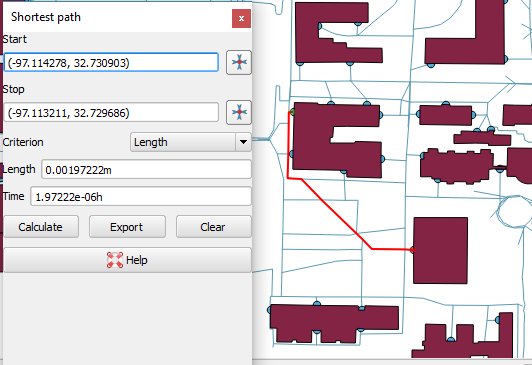 Shortest path
Start
(-97.114278, 32.730903)
Stop
(-97.113211, 32.729686)
Criterion Length
Length 0.00197222m
Time 1.97222e-06h
Calculate Export Clear
Help